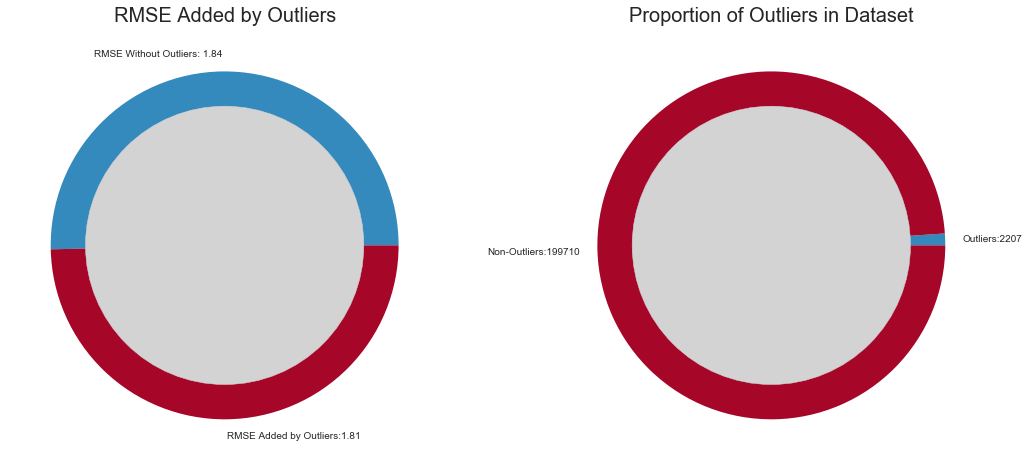 RMSE Added by Outliers
RMSE Without Outliers: 1.84
RMSE Added by Outliers:1.81
Proportion of Outliers in Dataset
Non-Outliers:199710
Outliers:2207